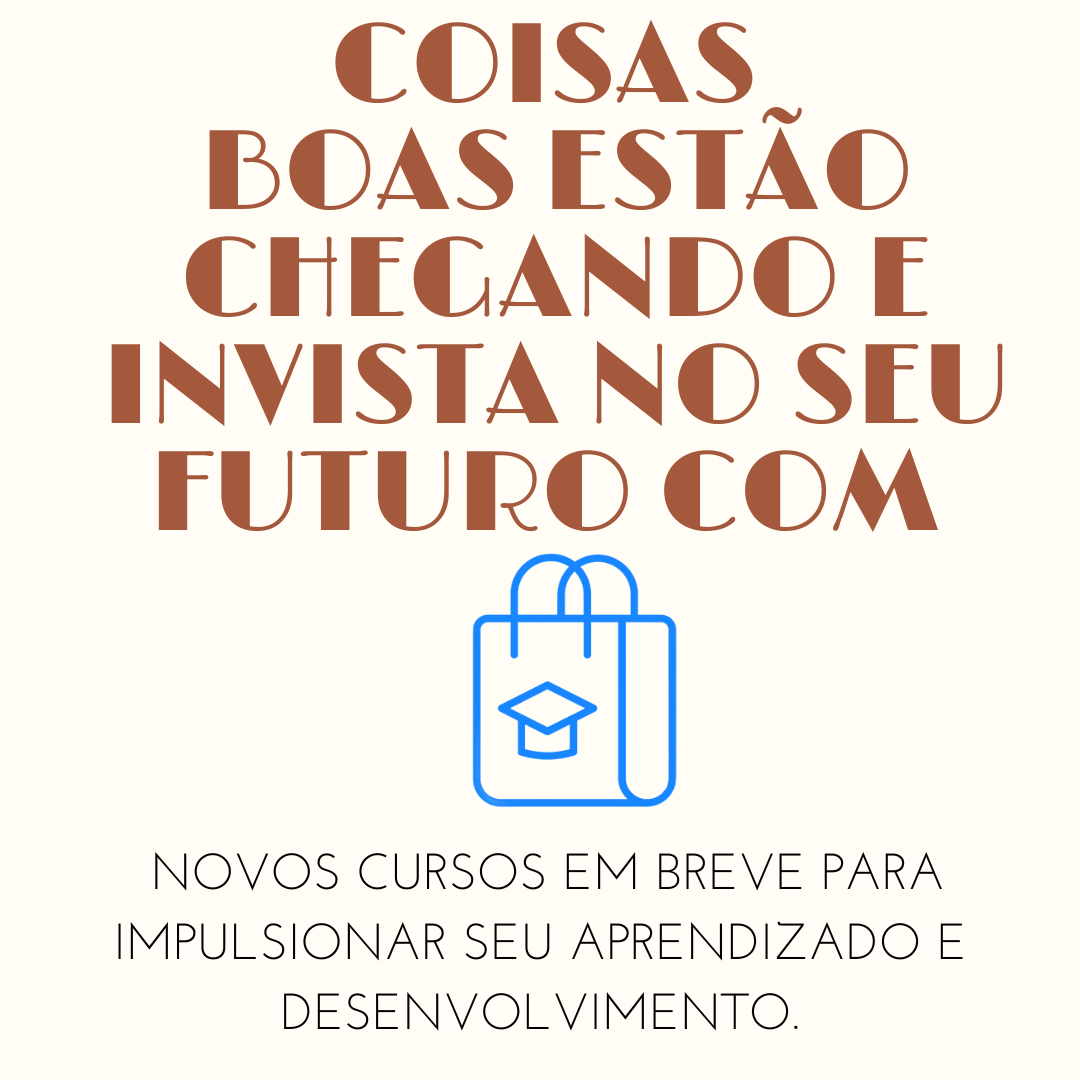 COISAS
BOAS ESTÃO
CHEGANDO E
INVISTA NO SEU
FUTURO COM
NOVOS CURSOS EM BREVE PARA
IMPULSIONAR SEU APRENDIZADO E
DESENVOLVIMENTO.